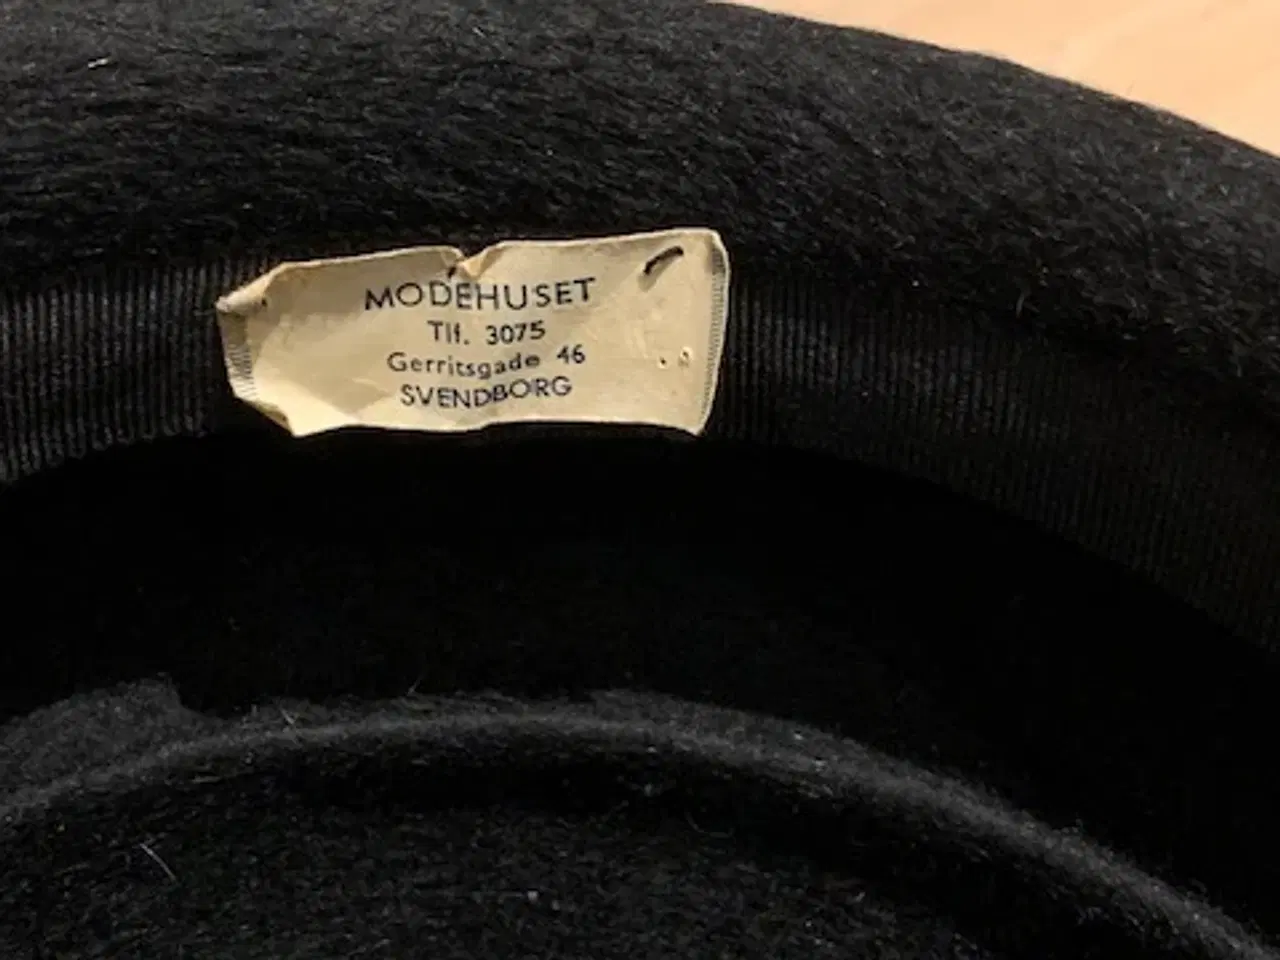 MODEHUSET
Tlf. 3075
Gerritsgade 46
SVENDBORG